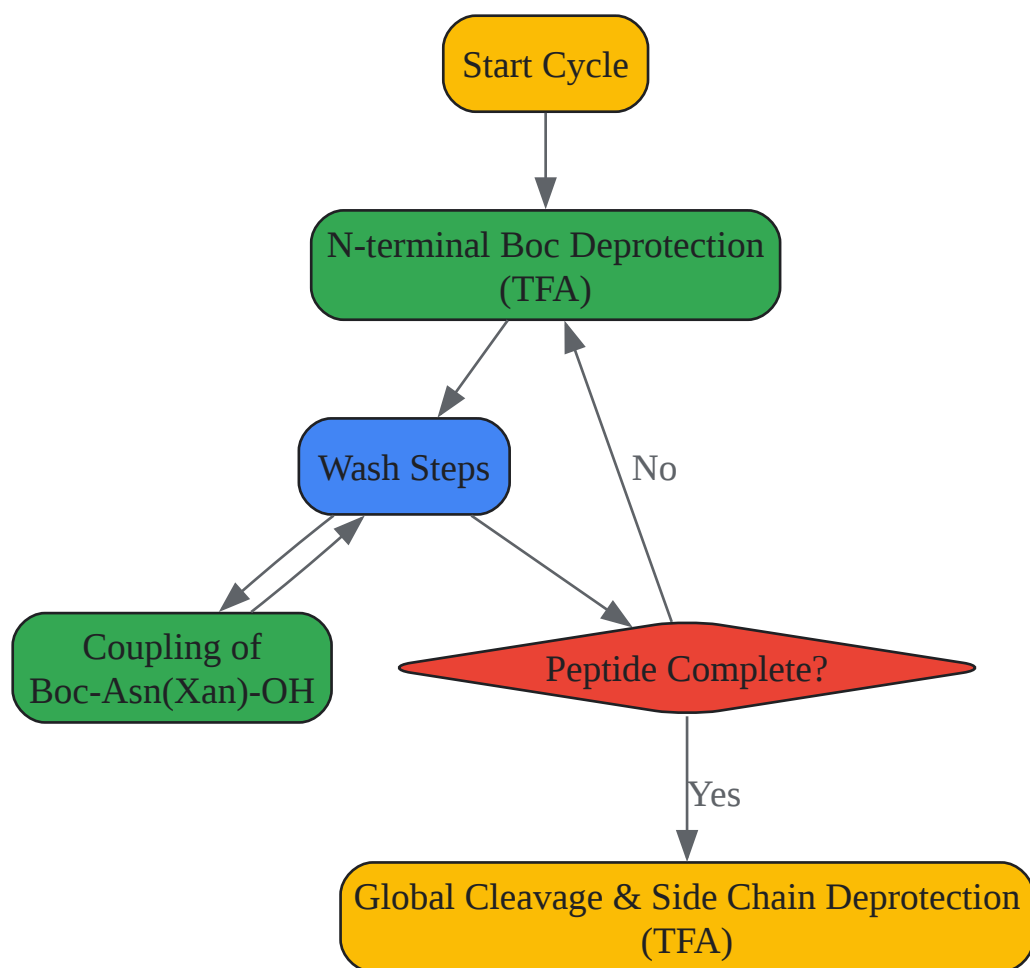 Start Cycle
N-terminal Boc Deprotection
(TFA)
Wash Steps
No
Coupling of
Boc-Asn(Xan)-OH
Peptide Complete?
Yes
Global Cleavage & Side Chain Deprotection
(TFA)